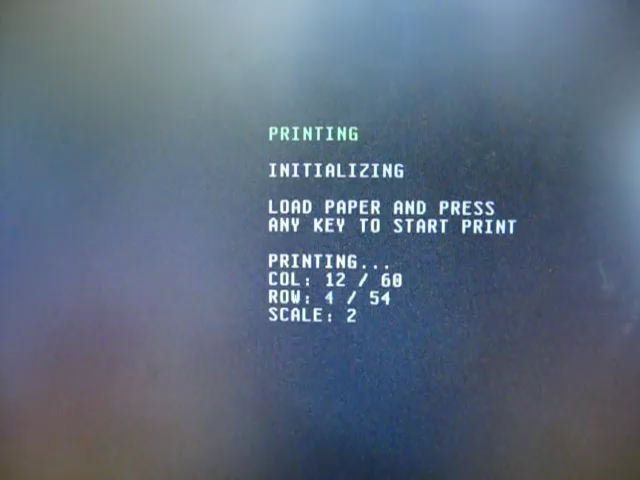 PRINTING
INITIALIZING
LOAD PAPER AND PRESS
ANY KEY TO START PRINT
PRINTING...
COL: 12 / 60
ROW: 4 / 54
SCALE: 2